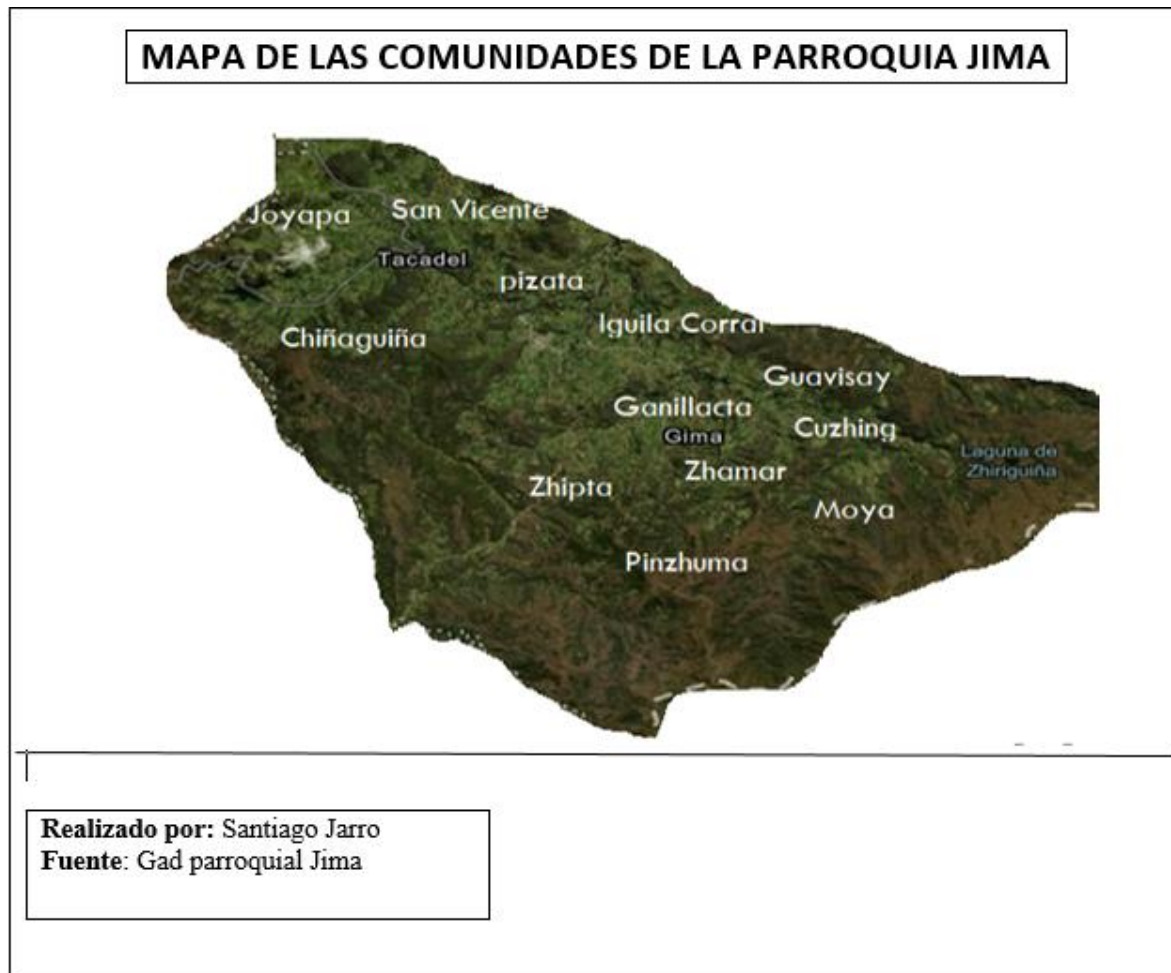 MAPA DE LAS COMUNIDADES DE LA PARROQUIA JIMA
Joyapa
San Vicente
Tacadel
pizata
Iguila Corral
Chiñaguiña
Guavisay
Ganillacta
Cuzhing
Gima
Laguna de
Zhiriguiña
Zhamar
Zhipta
Moya
Pinzhuma
Realizado por: Santiago Jarro
Fuente: Gad parroquial Jima